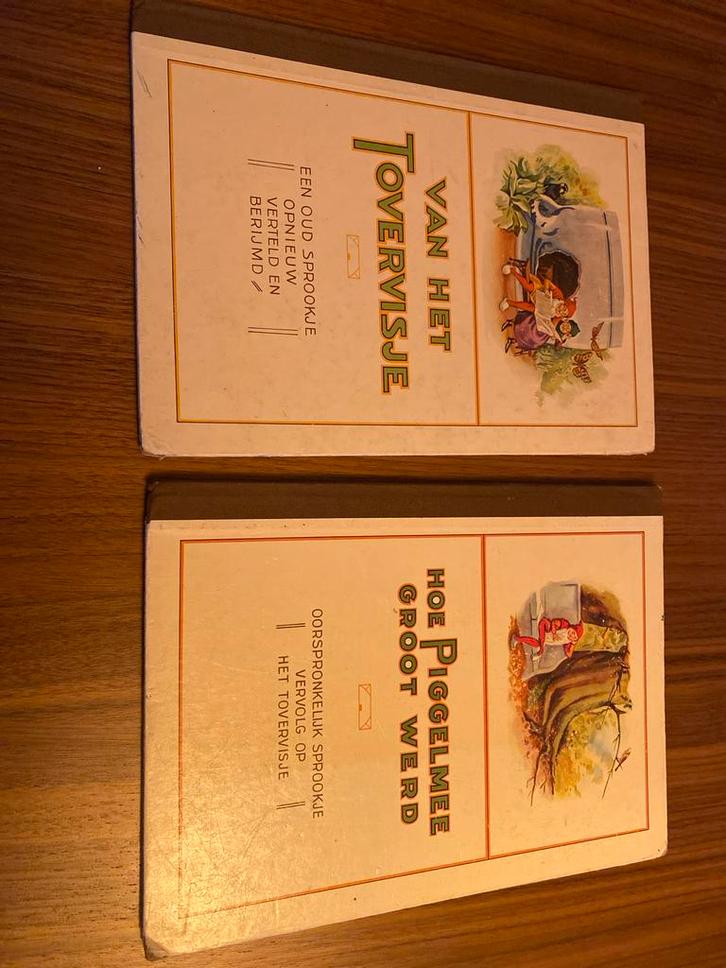 VAN HET
TOVERVISJE
EEN OUD SPROOKJE
OPNIEUW
VERTELD EN
BERIJMD
HOE PIGGELMEE
GROOT WERD
OORSPRONKELIJK SPROOKJE
VERVOLG OP
HET TOVERVISJE